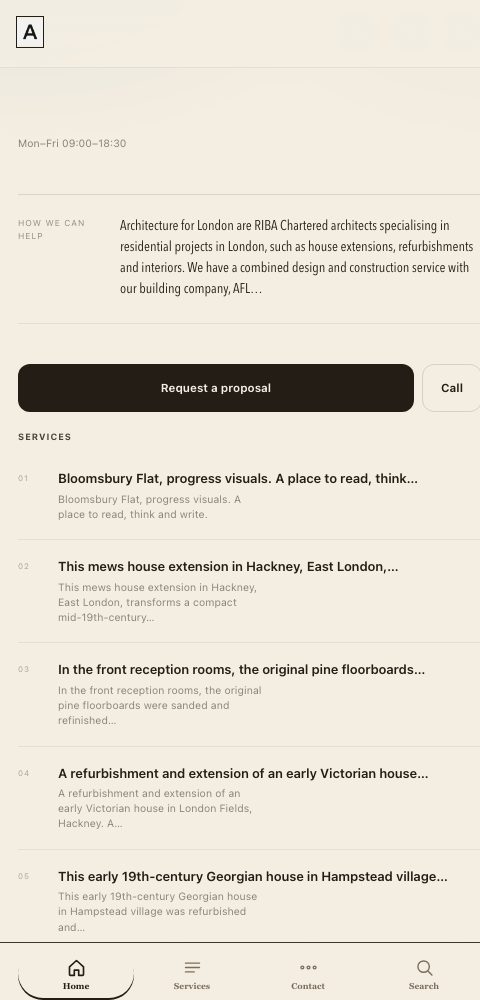 A
Mon–Fri 09:00–18:30
HOW WE CAN
HELP
Architecture for London are RIBA Chartered architects specialising in
residential projects in London, such as house extensions, refurbishments
and interiors. We have a combined design and construction service with
our building company, AFL…
Request a proposal
Call
SERVICES
01
Bloomsbury Flat, progress visuals. A place to read, think…
Bloomsbury Flat, progress visuals. A
place to read, think and write.
02
This mews house extension in Hackney, East London,…
This mews house extension in Hackney,
East London, transforms a compact
mid-19th-century…
03
In the front reception rooms, the original pine floorboards…
In the front reception rooms, the original
pine floorboards were sanded and
refinished…
04
A refurbishment and extension of an early Victorian house…
A refurbishment and extension of an
early Victorian house in London Fields,
Hackney. A…
05
This early 19th-century Georgian house in Hampstead village…
This early 19th-century Georgian house
in Hampstead village was refurbished
and…
Home
Services
Contact
Search